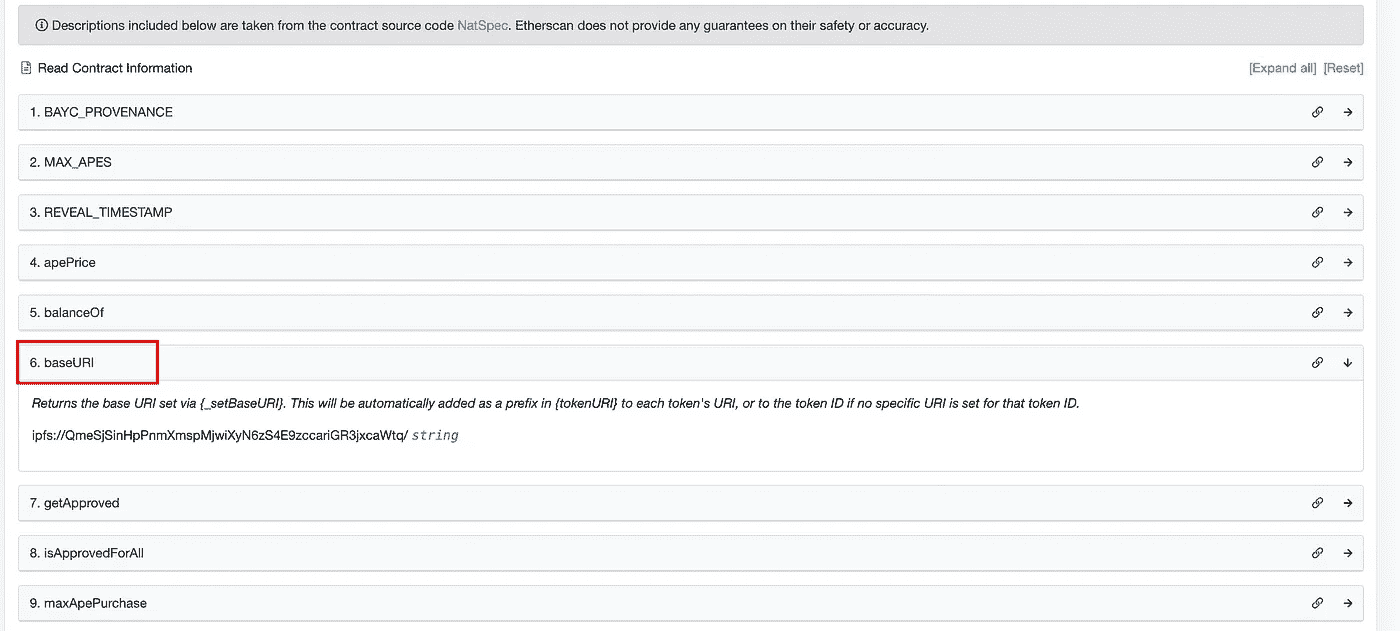 Descriptions included below are taken from the contract source code NatSpec. Etherscan does not provide any guarantees on their safety or accuracy.
Read Contract Information [Expand all] [Reset]
1. BAYC_PROVENANCE
2. MAX_APES
3. REVEAL_TIMESTAMP
4. apePrice
5. balanceOf
6. baseURI
Returns the base URI set via {_setBaseURI}. This will be automatically added as a prefix in {tokenURI} to each token's URI, or to the token ID if no specific URI is set for that token ID.
ipfs://QmeSjSinHpPnmXmspMjwiXyN6zS4E9zccariGR3jxcaWtq/ string
7. getApproved
8. isApprovedForAll
9. maxApePurchase